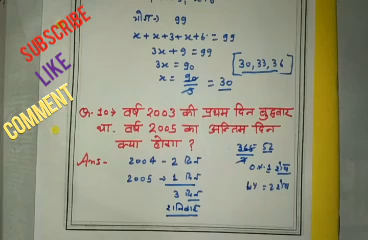 योग → 99
x + x + 3 + x + 6 = 99
3x + 9 = 99
3x = 90
[30, 33, 36]
x = 90/3 = 30
SUBSCRIBE
LIKE
COMMENT
Q. 10→ वर्ष 2003 की प्रथम दिन बुधवार
था. वर्ष 2005 का अन्तिम दिन
क्या होगा ?
Ans- 2004 - 2 दिन
2005 → 1 दिन
3 दिन
शनिवार
365
7
52